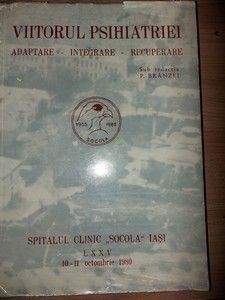 VIITORUL PSIHIATRIEI
ADAPTARE - INTEGRARE - RECUPERARE
Sub redacția
P. BRÂNZEI
1905 1980
SOCOLA
SPITALUL CLINIC „SOCOLA" IAȘI
LXXV
10-11 octombrie 1980